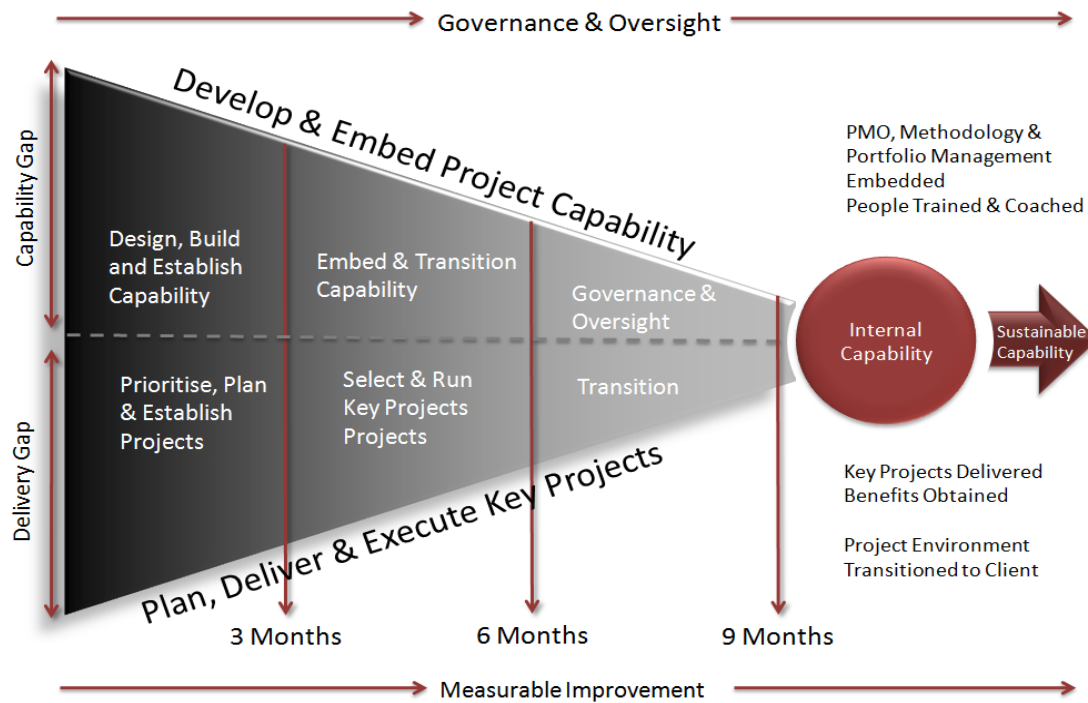 Governance & Oversight
Develop & Embed Project Capability
Capability Gap
Design, Build
and Establish
Capability
Embed & Transition
Capability
Governance &
Oversight
PMO, Methodology &
Portfolio Management
Embedded
People Trained & Coached
Internal
Capability
Sustainable
Capability
Delivery Gap
Prioritise, Plan
& Establish
Projects
Select & Run
Key Projects
Projects
Transition
Plan, Deliver & Execute Key Projects
Key Projects Delivered
Benefits Obtained
Project Environment
Transitioned to Client
3 Months
6 Months
9 Months
Measurable Improvement